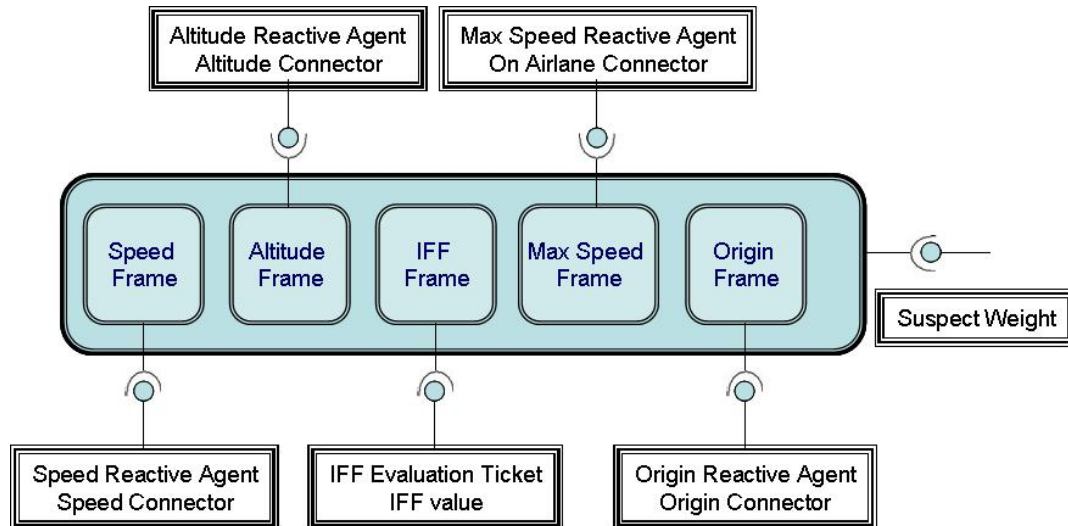 Altitude Reactive Agent
Altitude Connector
Max Speed Reactive Agent
On Airlane Connector
Speed
Frame
Altitude
Frame
IFF
Frame
Max Speed
Frame
Origin
Frame
Suspect Weight
Speed Reactive Agent
Speed Connector
IFF Evaluation Ticket
IFF value
Origin Reactive Agent
Origin Connector